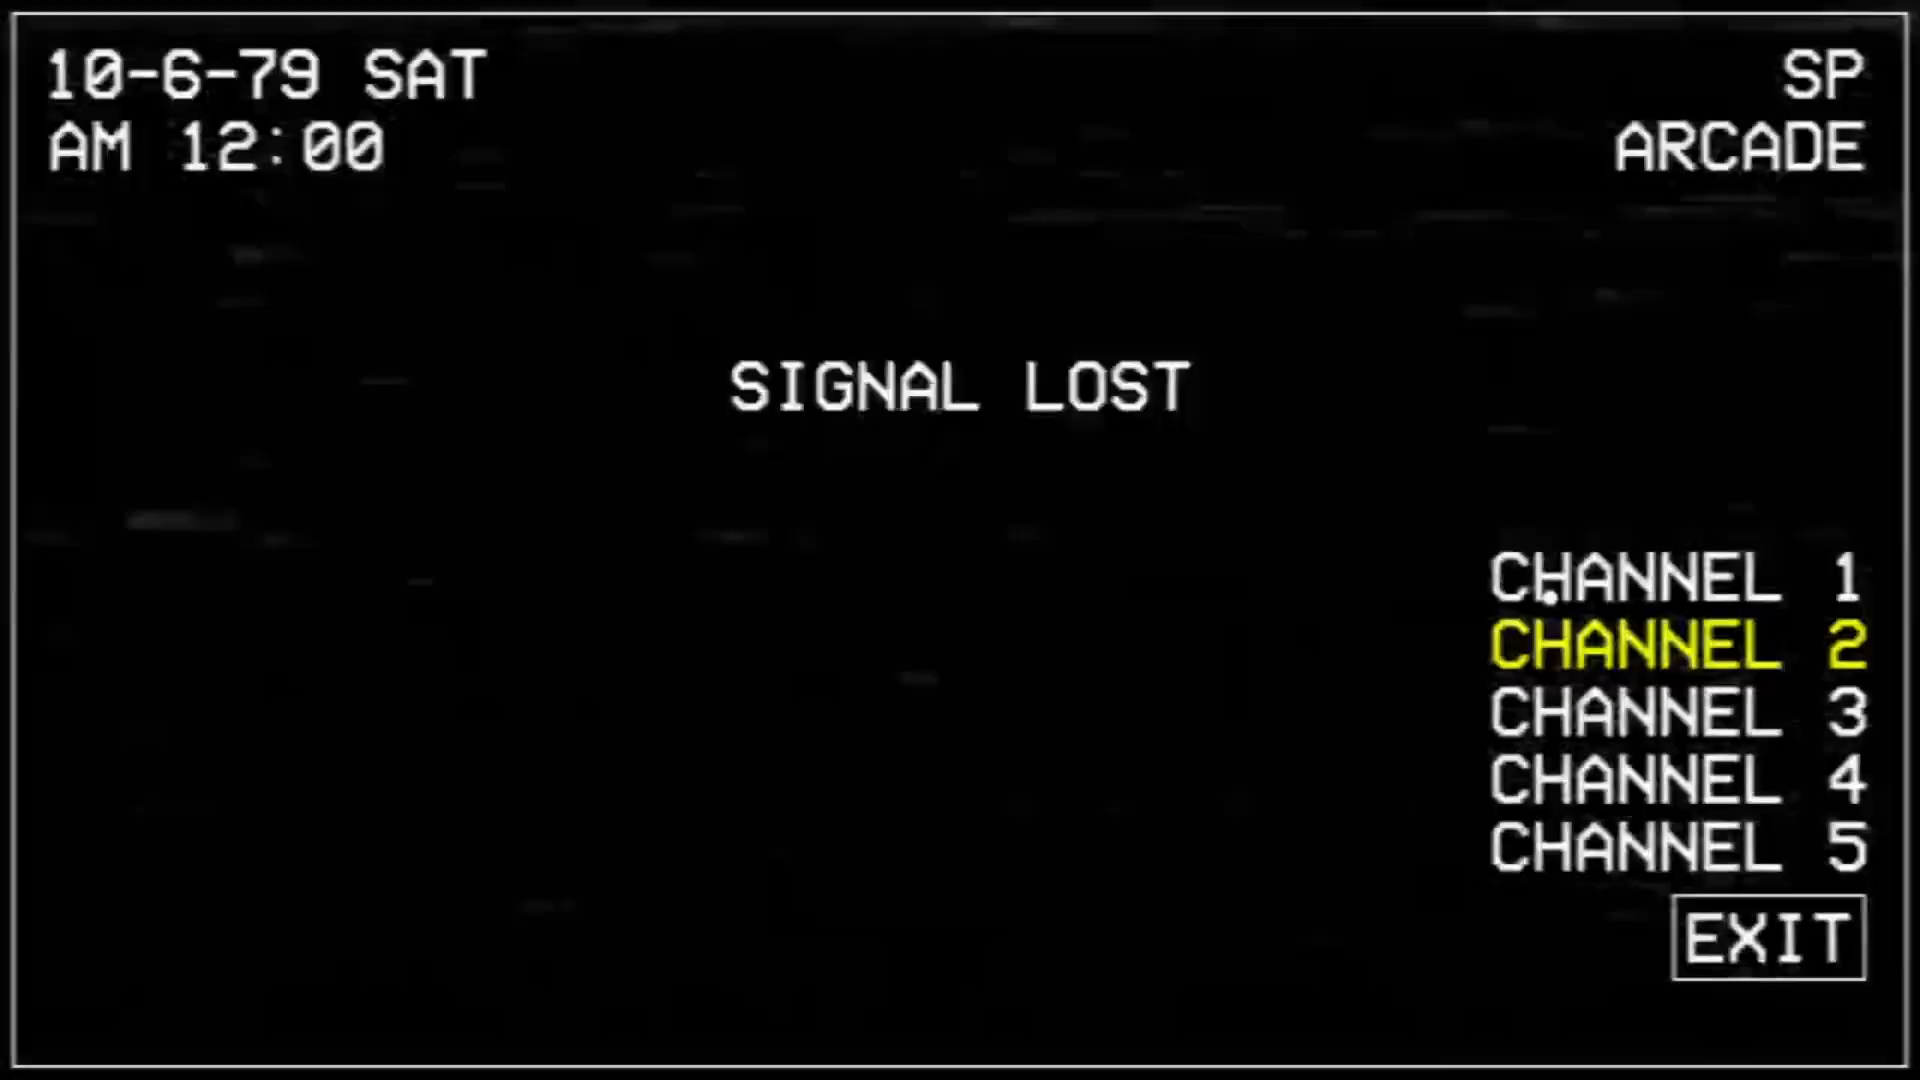 10-6-79 SAT
AM 12:00
SP
ARCADE
SIGNAL LOST
CHANNEL 1
CHANNEL 2
CHANNEL 3
CHANNEL 4
CHANNEL 5
EXIT